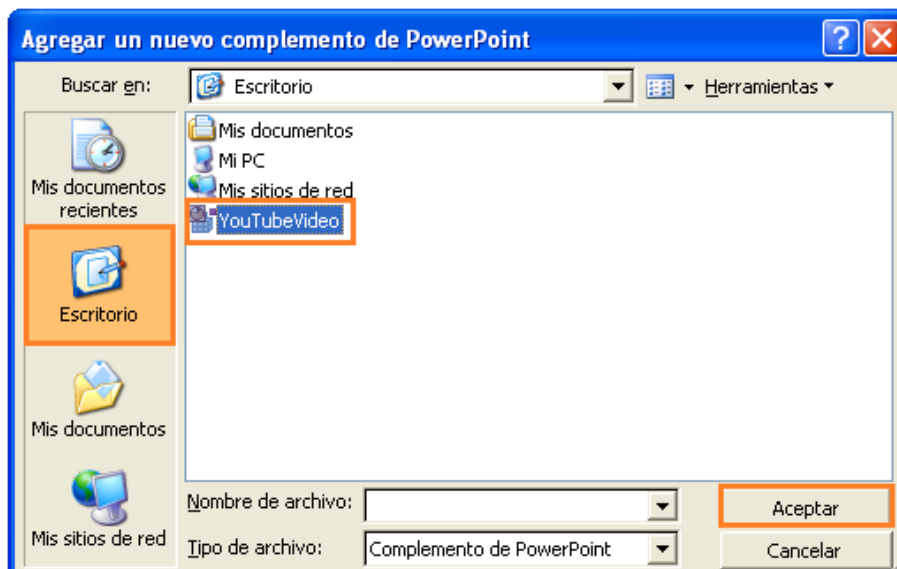 Agregar un nuevo complemento de PowerPoint
Buscar en:
Escritorio
Herramientas
Mis documentos
recientes
Escritorio
Mis documentos
Mis sitios de red
Mis documentos
Mi PC
Mis sitios de red
YouTubeVideo
Nombre de archivo:
Aceptar
Tipo de archivo:
Complemento de PowerPoint
Cancelar